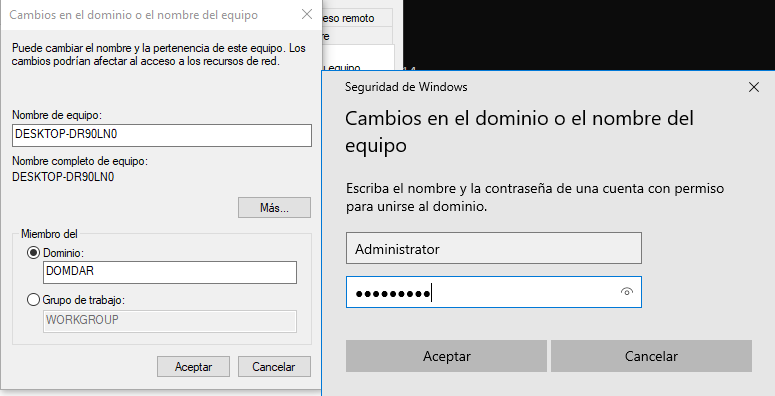 Cambios en el dominio o el nombre del equipo
Puede cambiar el nombre y la pertenencia de este equipo. Los
cambios podrían afectar al acceso a los recursos de red.
Nombre de equipo:
DESKTOP-DR90LN0
Nombre completo de equipo:
DESKTOP-DR90LN0
Más...
Miembro del
Dominio:
DOMDAR
Grupo de trabajo:
WORKGROUP
Aceptar
Cancelar
eso remoto
re
equipo
Seguridad de Windows
Cambios en el dominio o el nombre del
equipo
Escriba el nombre y la contraseña de una cuenta con permiso
para unirse al dominio.
Administrator
●●●●●●●●●
Aceptar
Cancelar